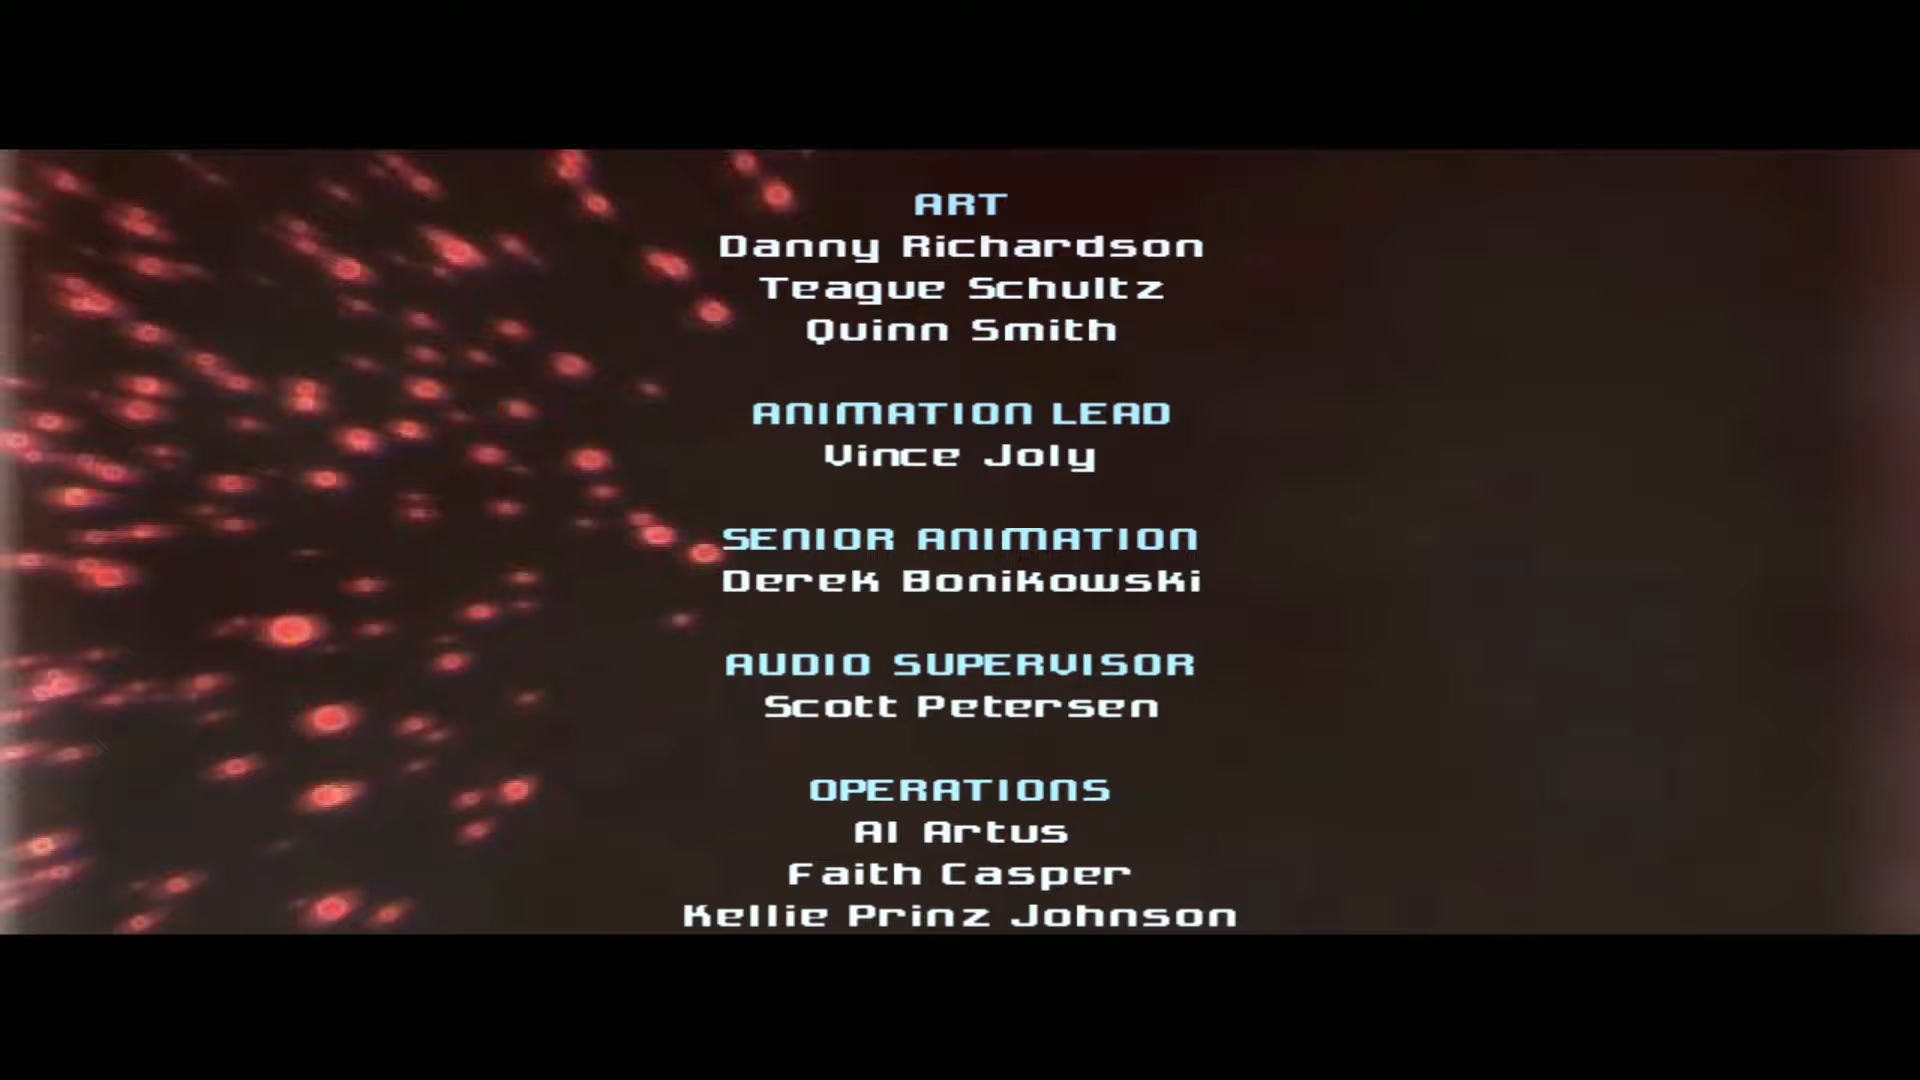 ART
Danny Richardson
Teague Schultz
Quinn Smith
ANIMATION LEAD
Vince Joly
SENIOR ANIMATION
Derek Bonikowski
AUDIO SUPERVISOR
Scott Petersen
OPERATIONS
Al Artus
Faith Casper
Kellie Prinz Johnson